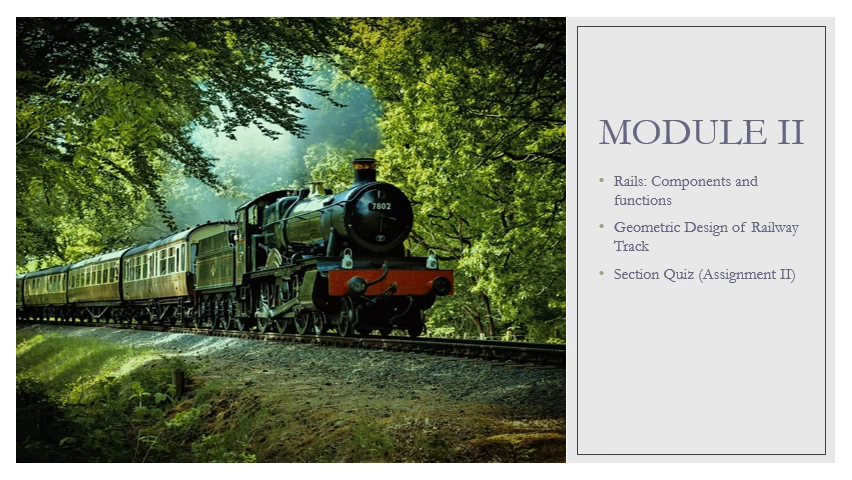 7802
MODULE II
• Rails: Components and
functions
• Geometric Design of Railway
Track
• Section Quiz (Assignment II)